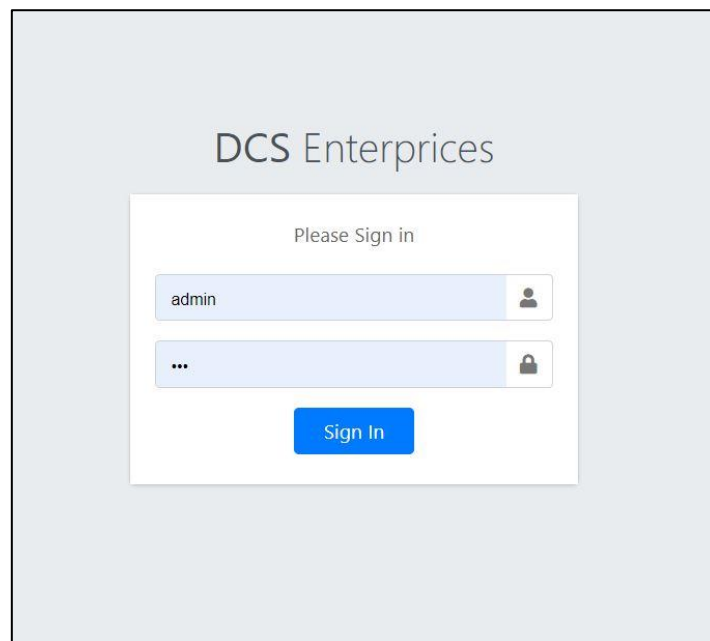 DCS Enterprices
Please Sign in
admin
•••
Sign In